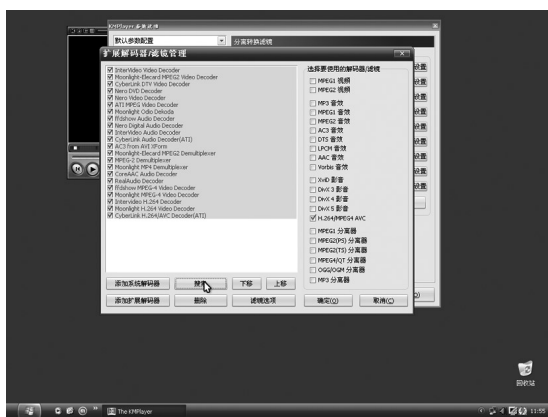 KMPlayer 参数选项
默认参数配置
分离转换滤镜
扩展解码器/滤镜管理
InterVideo Video Decoder
Moonlight-Elecard MPEG2 Video Decoder
CyberLink DTV Video Decoder
Nero DVD Decoder
Nero Video Decoder
ATI MPEG Video Decoder
Moonlight Odio Dekoda
ffdshow Audio Decoder
Nero Digital Audio Decoder
InterVideo Audio Decoder
CyberLink Audio Decoder(ATI)
AC3 from AVI XForm
Moonlight-Elecard MPEG2 Demultiplexer
MPEG-2 Demultiplexer
Moonlight MP4 Demultiplexer
CoreAAC Audio Decoder
RealAudio Decoder
ffdshow MPEG-4 Video Decoder
Moonlight MPEG-4 Video Decoder
Intervideo H.264 Decoder
Moonlight H.264 Video Decoder
CyberLink H.264/AVC Decoder(ATI)
选择要使用的解码器/滤镜
MPEG1 视频
MPEG2 视频
MP3 音效
MPEG1 音效
MPEG2 音效
AC3 音效
DTS 音效
LPCM 音效
AAC 音效
Vorbis 音效
XviD 影音
DivX 3 影音
DivX 4 影音
DivX 5 影音
H.264/MPEG4 AVC
MPEG1 分离器
MPEG2(PS) 分离器
MPEG2(TS) 分离器
MPEG4/QT 分离器
OGG/OGM 分离器
MP3 分离器
设置
设置
设置
设置
设置
设置
设置
设置
设置
添加系统解码器
搜索
下移
上移
添加扩展解码器
删除
滤镜选项
确定(O)
取消(C)
回收站
The KMPlayer
11:55